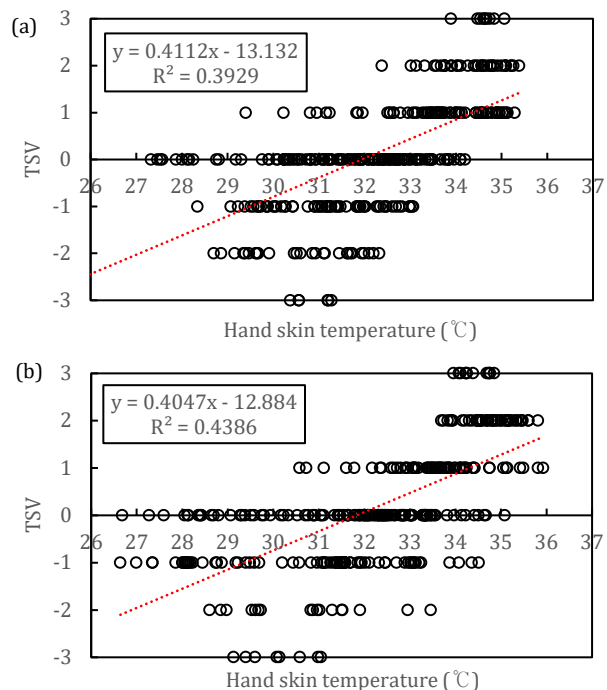 (a)
y = 0.4112x - 13.132
R² = 0.3929
TSV
3
2
1
0
-1
-2
-3
26 27 28 29 30 31 32 33 34 35 36 37
Hand skin temperature (℃)
(b)
y = 0.4047x - 12.884
R² = 0.4386
TSV
3
2
1
0
-1
-2
-3
26 27 28 29 30 31 32 33 34 35 36 37
Hand skin temperature (℃)